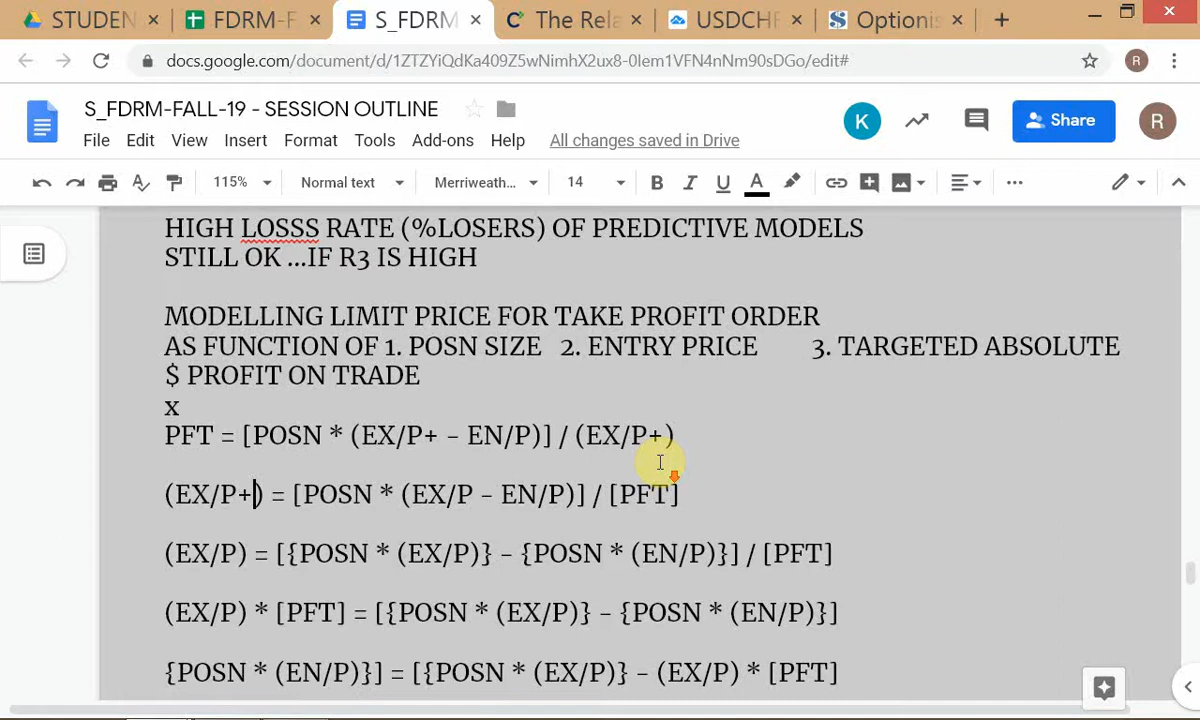 STUDEN
FDRM-F
S_FDRM
The Rela
USDCHF
Optionis
docs.google.com/document/d/1ZTZYiQdKa409Z5wNimhX2ux8-0lem1VFN4nNm90sDGo/edit#
R
S_FDRM-FALL-19 - SESSION OUTLINE
File Edit View Insert Format Tools Add-ons Help All changes saved in Drive
K
Share
R
115% Normal text Merriweath... 14 B I U A
HIGH LOSSS RATE (%LOSERS) OF PREDICTIVE MODELS
STILL OK ...IF R3 IS HIGH
MODELLING LIMIT PRICE FOR TAKE PROFIT ORDER
AS FUNCTION OF 1. POSN SIZE 2. ENTRY PRICE 3. TARGETED ABSOLUTE
$ PROFIT ON TRADE
x
PFT = [POSN * (EX/P+ - EN/P)] / (EX/P+)
(EX/P+) = [POSN * (EX/P - EN/P)] / [PFT]
(EX/P) = [{POSN * (EX/P)} - {POSN * (EN/P)}] / [PFT]
(EX/P) * [PFT] = [{POSN * (EX/P)} - {POSN * (EN/P)}]
{POSN * (EN/P)}] = [{POSN * (EX/P)} - (EX/P) * [PFT]